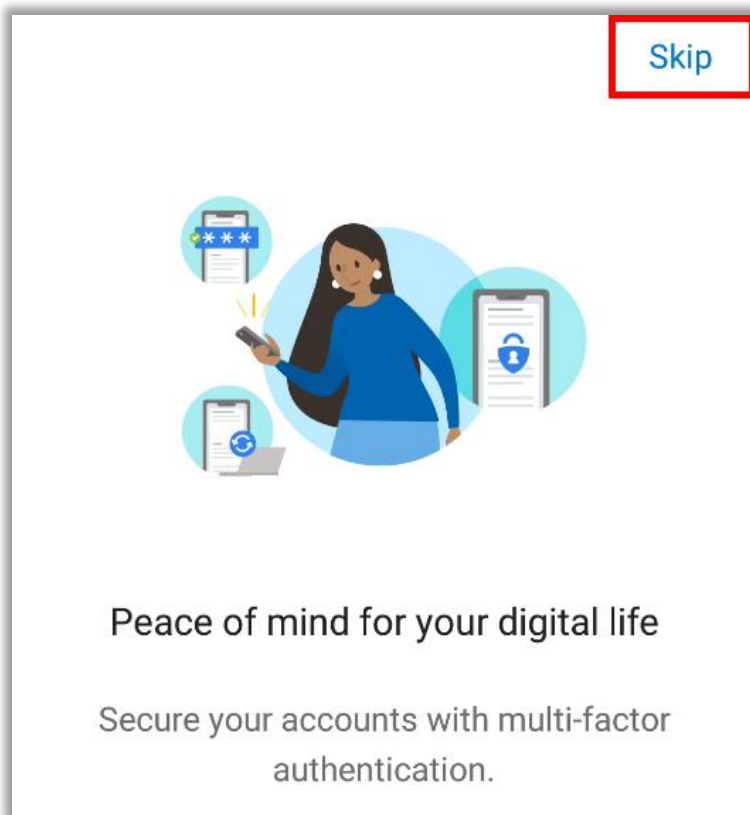 Skip
***
Peace of mind for your digital life
Secure your accounts with multi-factor
authentication.